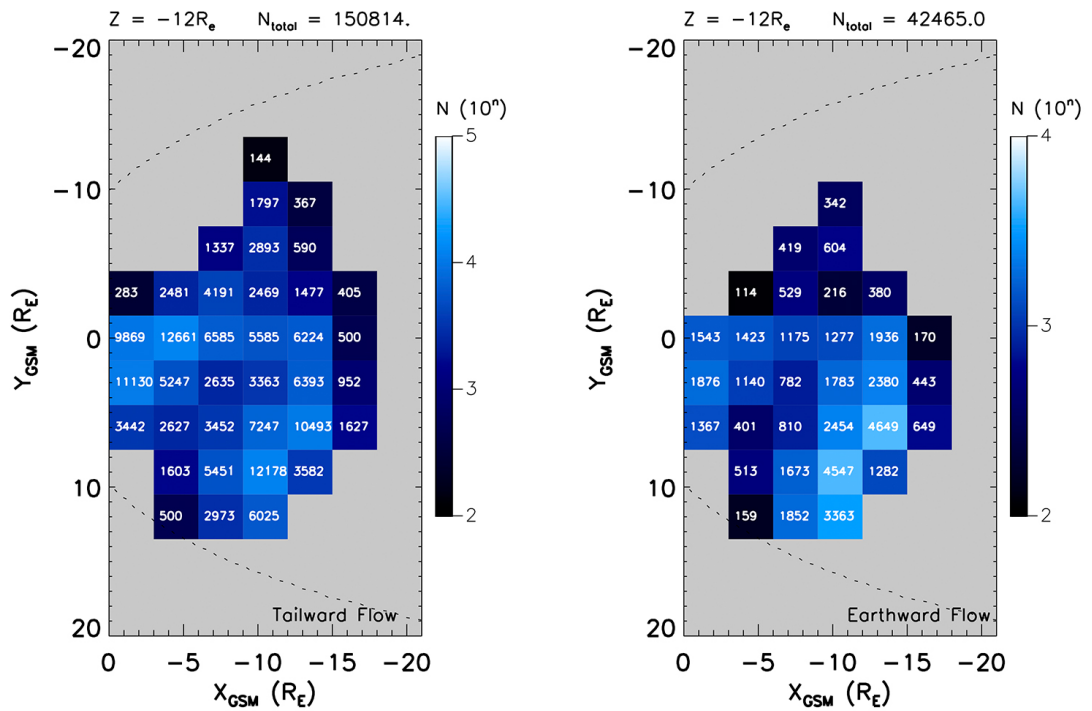 Z = −12Rₑ N_total = 150814.
−20
−10
0
10
20
Y_GSM (R_E)
144
1797 367
1337 2893 590
283 2481 4191 2469 1477 405
9869 12661 6585 5585 6224 500
11130 5247 2635 3363 6393 952
3442 2627 3452 7247 10493 1627
1603 5451 12178 3582
500 2973 6025
Tailward Flow
0 −5 −10 −15 −20
X_GSM (R_E)
N (10ⁿ)
5
4
3
2
Z = −12Rₑ N_total = 42465.0
−20
−10
0
10
20
Y_GSM (R_E)
342
419 604
114 529 216 380
1543 1423 1175 1277 1936 170
1876 1140 782 1783 2380 443
1367 401 810 2454 4649 649
513 1673 4547 1282
159 1852 3363
Earthward Flow
0 −5 −10 −15 −20
X_GSM (R_E)
N (10ⁿ)
4
3
2